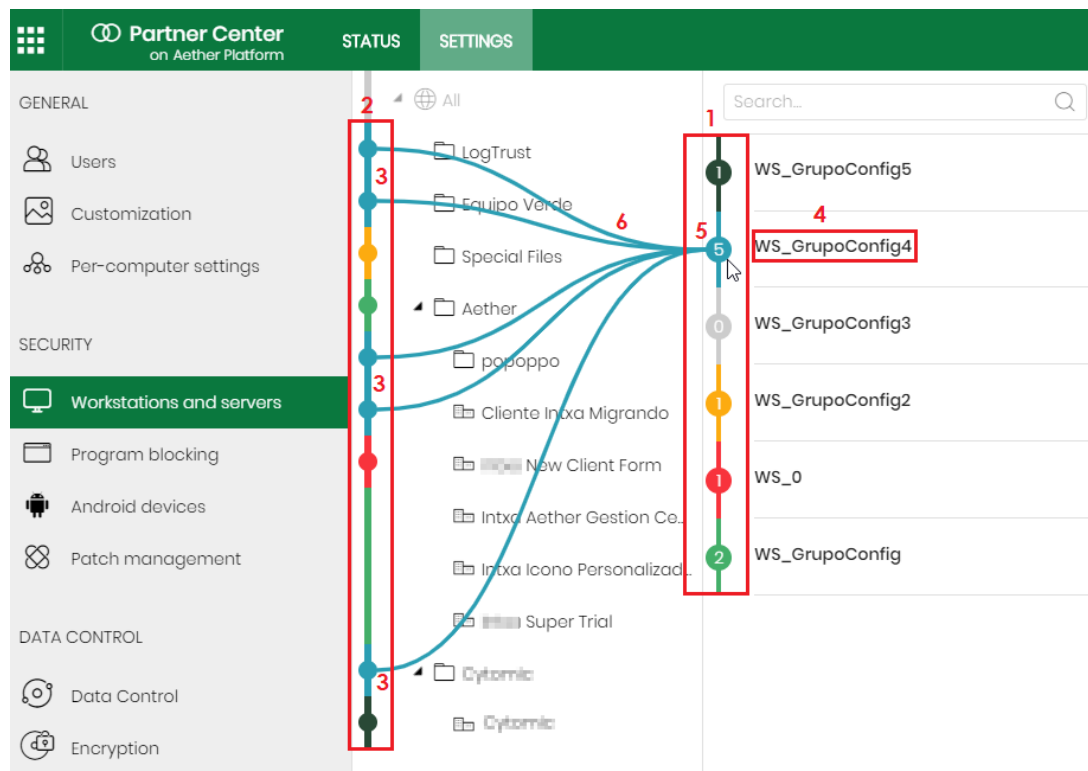 Partner Center
on Aether Platform
STATUS
SETTINGS
GENERAL
Users
Customization
Per-computer settings
SECURITY
Workstations and servers
Program blocking
Android devices
Patch management
DATA CONTROL
Data Control
Encryption
2
All
LogTrust
3
Equipo Verde
6
Special Files
Aether
popoppo
3
Cliente Intxa Migrando
New Client Form
Intxa Aether Gestion Ce...
Intxa Icono Personalizad...
Super Trial
3
Cytomic
Cytomic
Search...
1
1
WS_GrupoConfig5
4
5
5
WS_GrupoConfig4
0
WS_GrupoConfig3
1
WS_GrupoConfig2
1
WS_0
2
WS_GrupoConfig